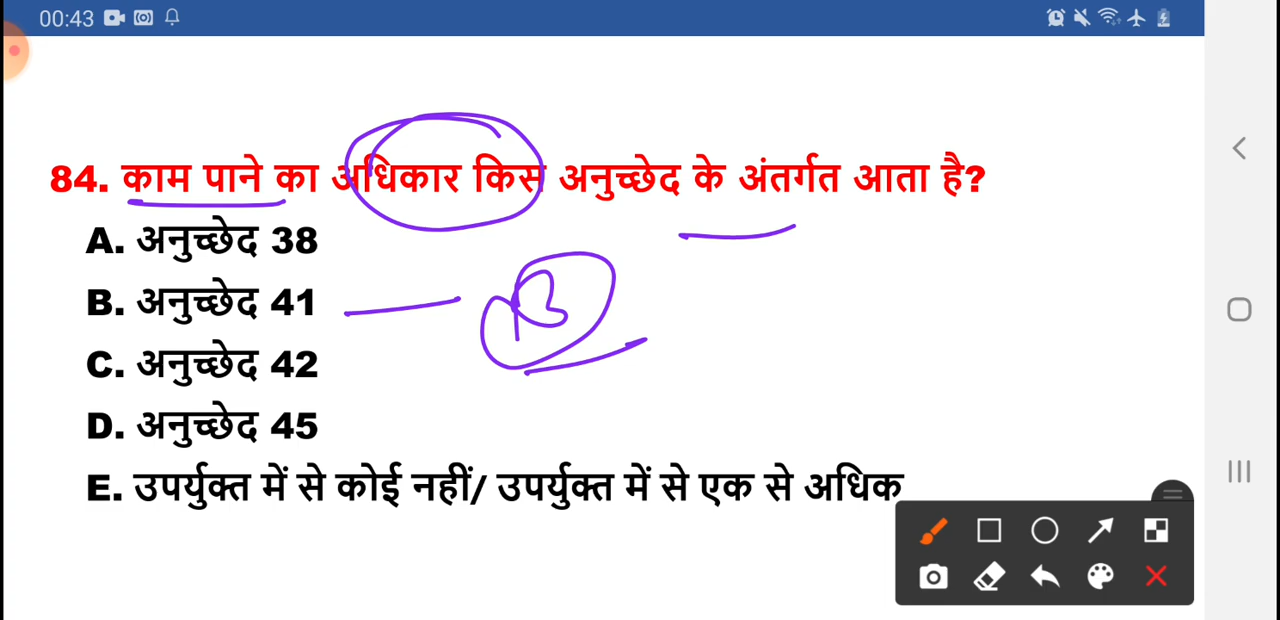 00:43
84. काम पाने का अधिकार किस अनुच्छेद के अंतर्गत आता है?
A. अनुच्छेद 38
B. अनुच्छेद 41
B
C. अनुच्छेद 42
D. अनुच्छेद 45
E. उपर्युक्त में से कोई नहीं/ उपर्युक्त में से एक से अधिक